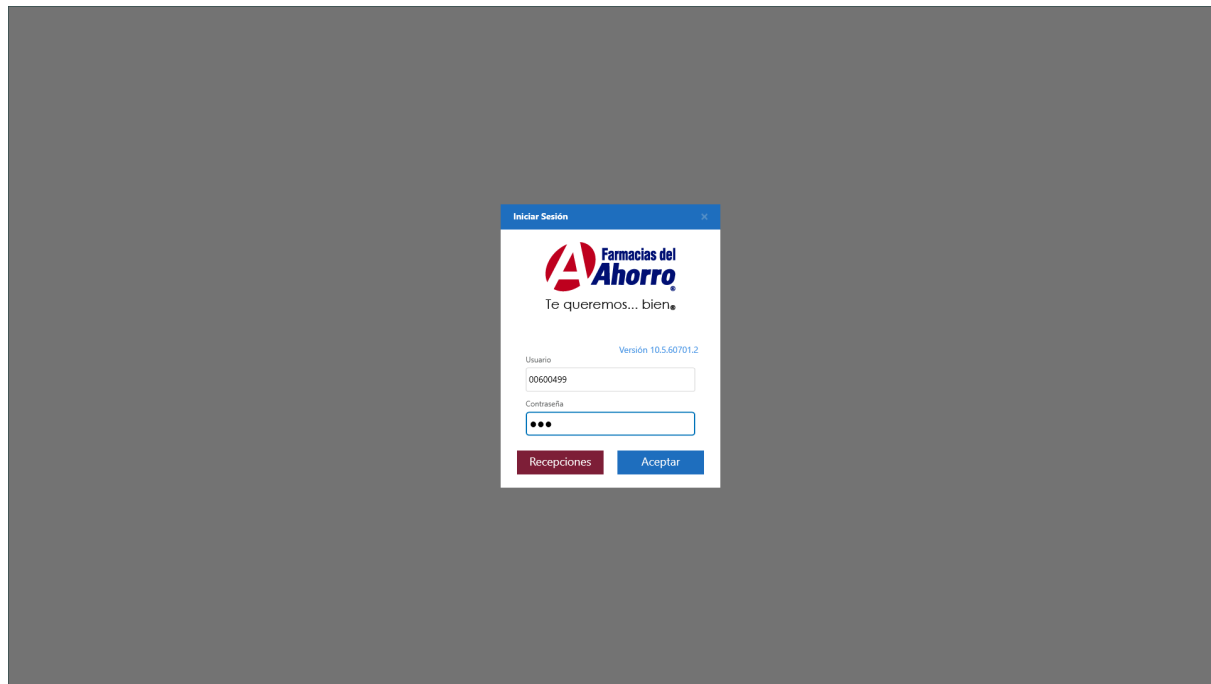 Iniciar Sesión ×
Farmacias del
Ahorro®
Te queremos... bien®
Versión 10.5.60701.2
Usuario
00600499
Contraseña
●●●
Recepciones Aceptar